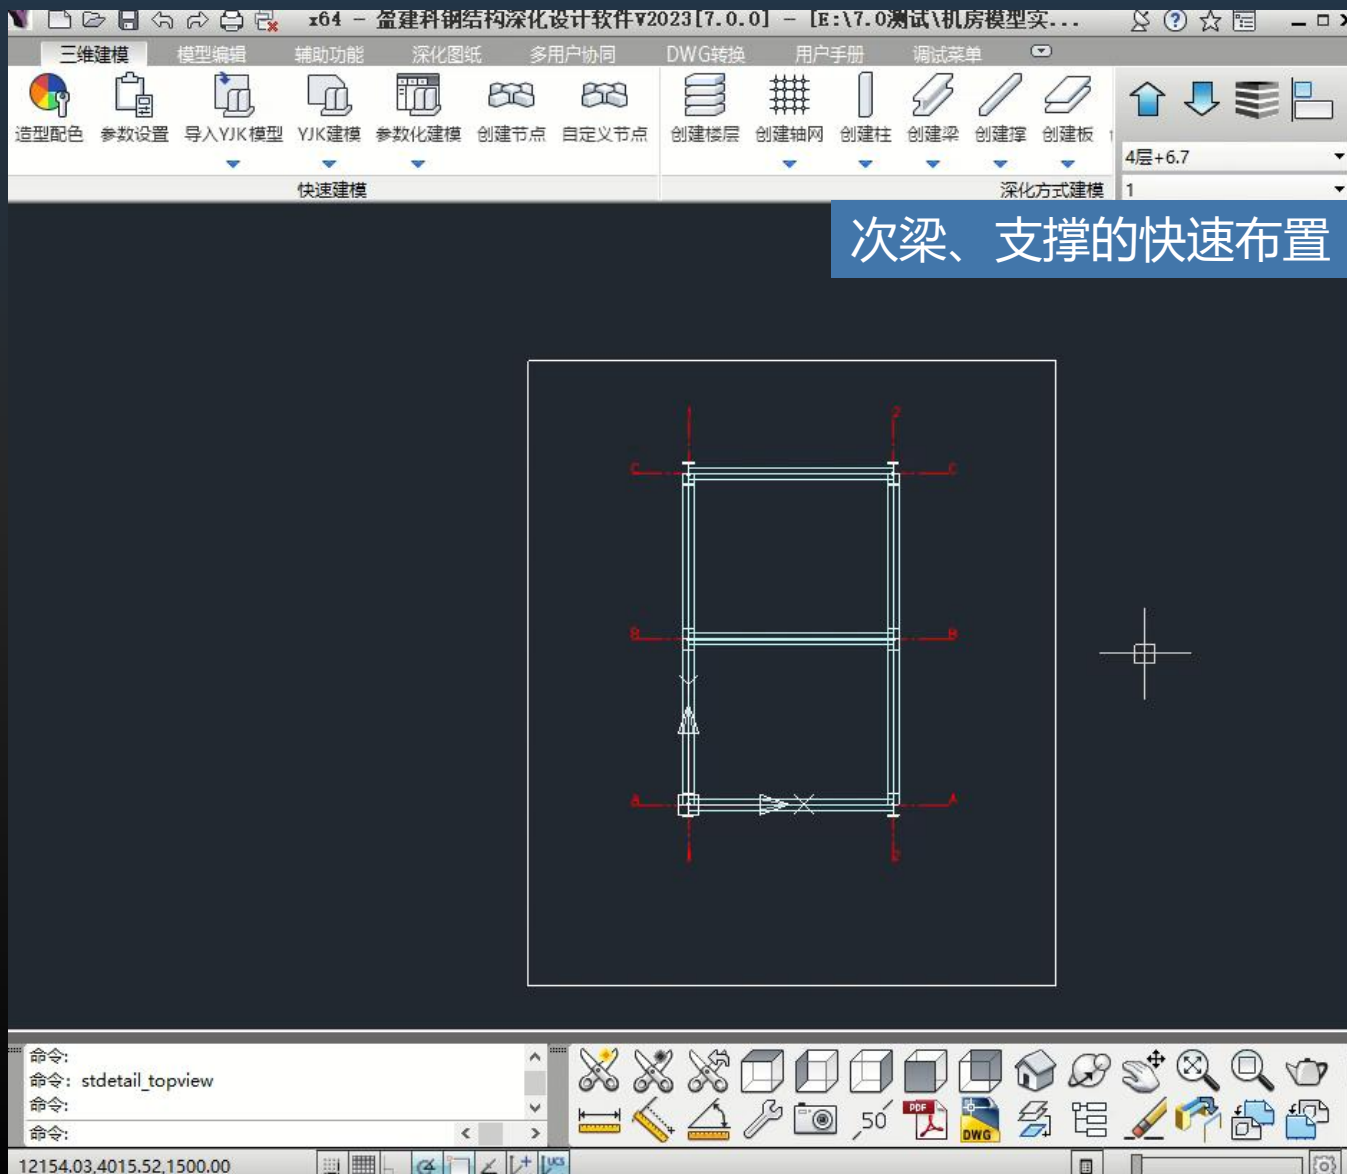 x64 - 盈建科钢结构深化设计软件V2023[7.0.0] - [E:\7.0测试\机房模型实...
三维建模 模型编辑 辅助功能 深化图纸 多用户协同 DWG转换 用户手册 调试菜单
造型配色 参数设置 导入YJK模型 YJK建模 参数化建模 创建节点 自定义节点 创建楼层 创建轴网 创建柱 创建梁 创建撑 创建板
4层+6.7
快速建模 深化方式建模 1
次梁、支撑的快速布置
1 2
C C
B B
A
2
命令:
命令: stdetail_topview
命令:
命令:
50 PDF DWG
12154.03,4015.52,1500.00 UCS